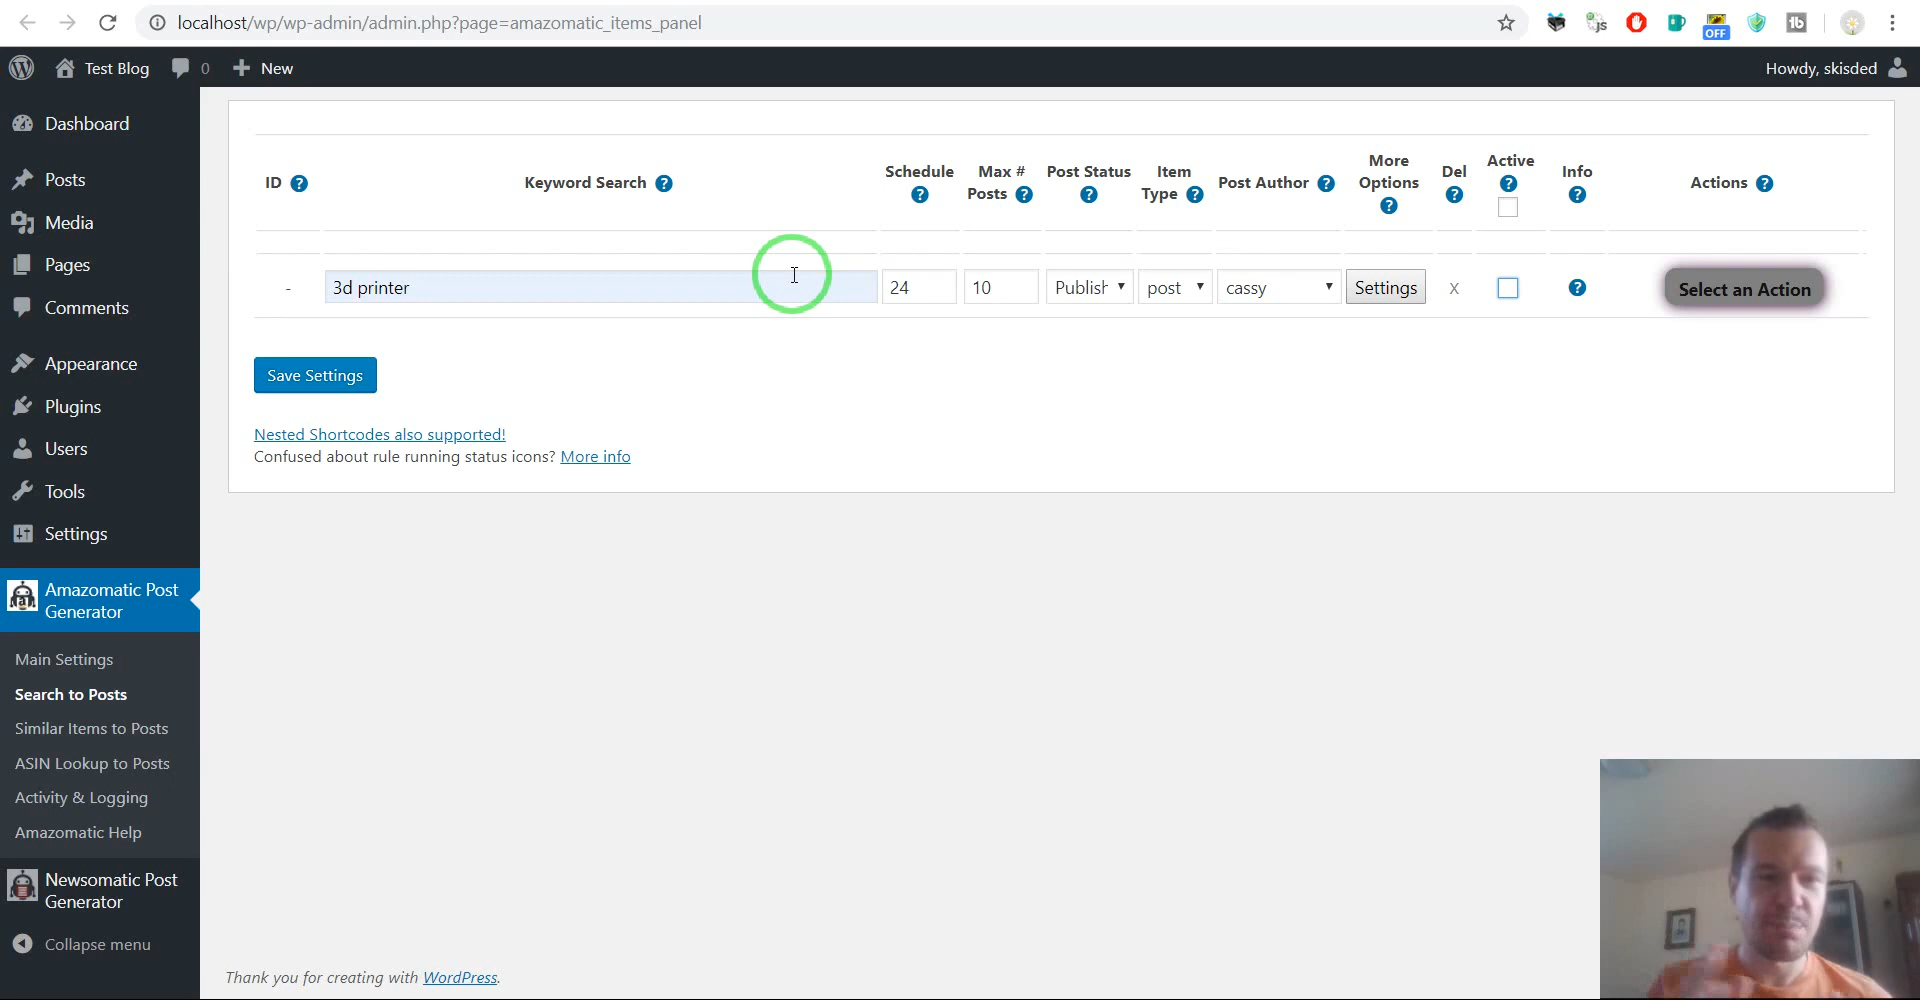 localhost/wp/wp-admin/admin.php?page=amazomatic_items_panel
OFF
Test Blog 0 + New Howdy, skisded
Dashboard
Posts
Media
Pages
Comments
Appearance
Plugins
Users
Tools
Settings
Amazomatic Post
Generator
Main Settings
Search to Posts
Similar Items to Posts
ASIN Lookup to Posts
Activity & Logging
Amazomatic Help
Newsomatic Post
Generator
Collapse menu
ID ? Keyword Search ? Schedule ? Max # Posts ? Post Status ? Item Type ? Post Author ? More Options ? Del ? Active ? Info ? Actions ?
- 3d printer 24 10 Publish post cassy Settings X ? Select an Action
Save Settings
Nested Shortcodes also supported!
Confused about rule running status icons? More info
Thank you for creating with WordPress.